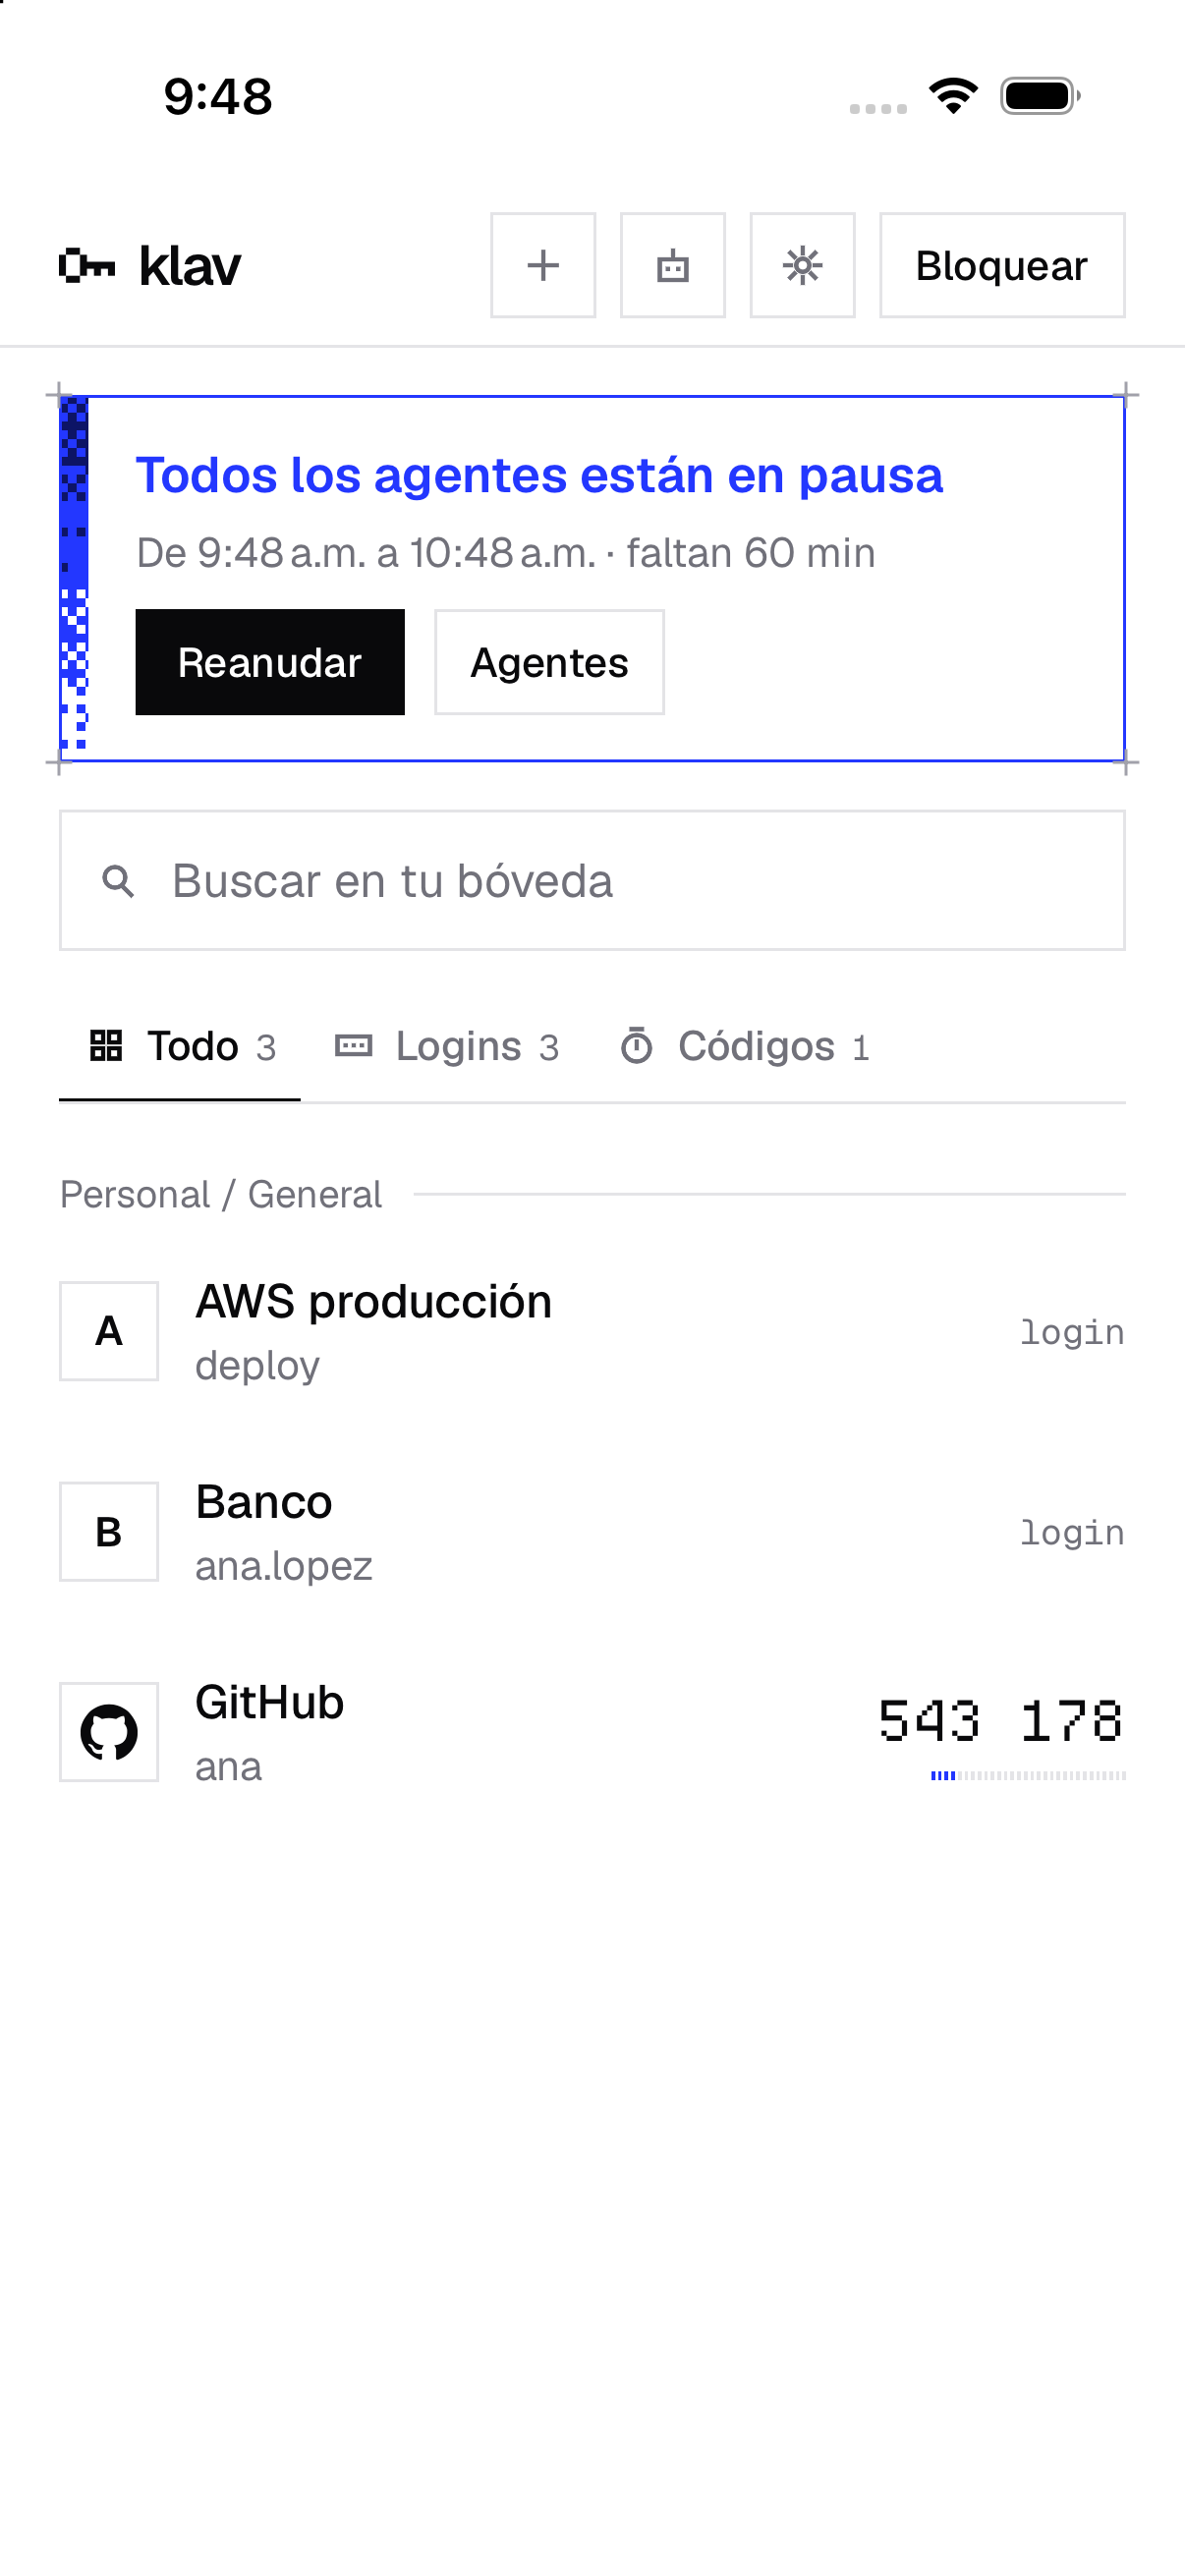 9:48
klav
Bloquear
Todos los agentes están en pausa
De 9:48 a.m. a 10:48 a.m. · faltan 60 min
Reanudar Agentes
Buscar en tu bóveda
Todo 3 Logins 3 Códigos 1
Personal / General
A
AWS producción
deploy
login
B
Banco
ana.lopez
login
GitHub
ana
543 178